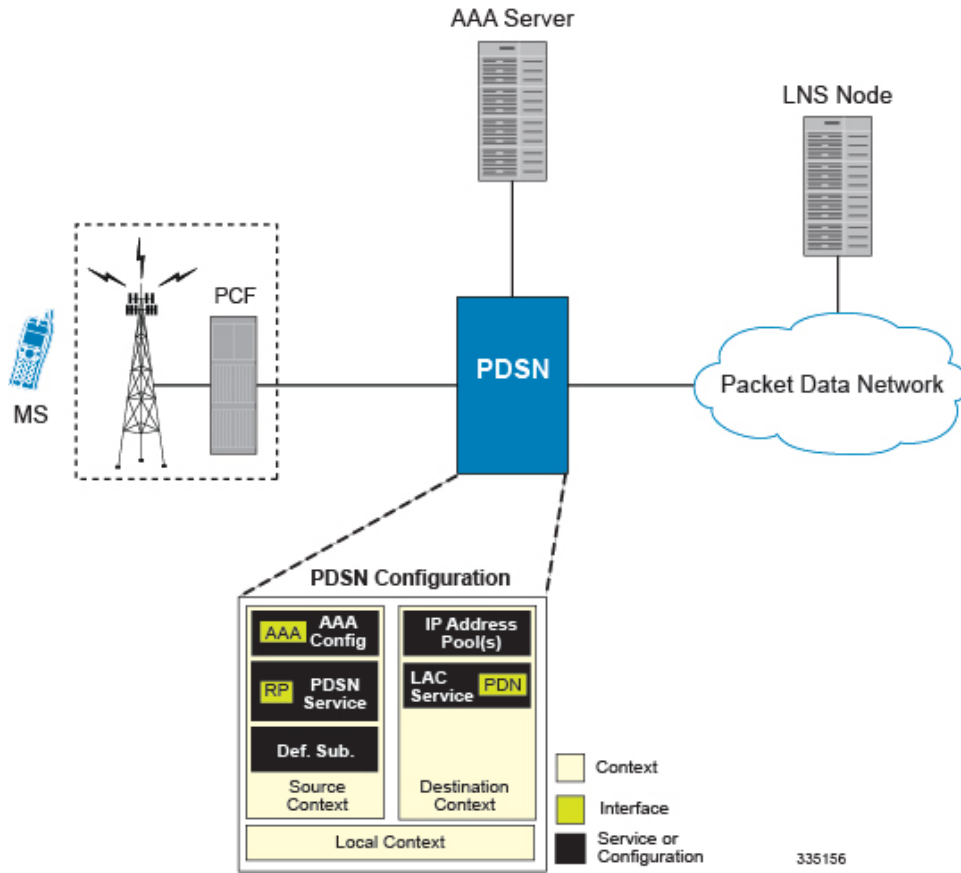 AAA Server
LNS Node
PCF
MS
PDSN
Packet Data Network
PDSN Configuration
AAA
AAA
Config
RP
PDSN
Service
Def. Sub.
Source
Context
IP Address
Pool(s)
LAC
Service
PDN
Destination
Context
Local Context
Context
Interface
Service or
Configuration
335156